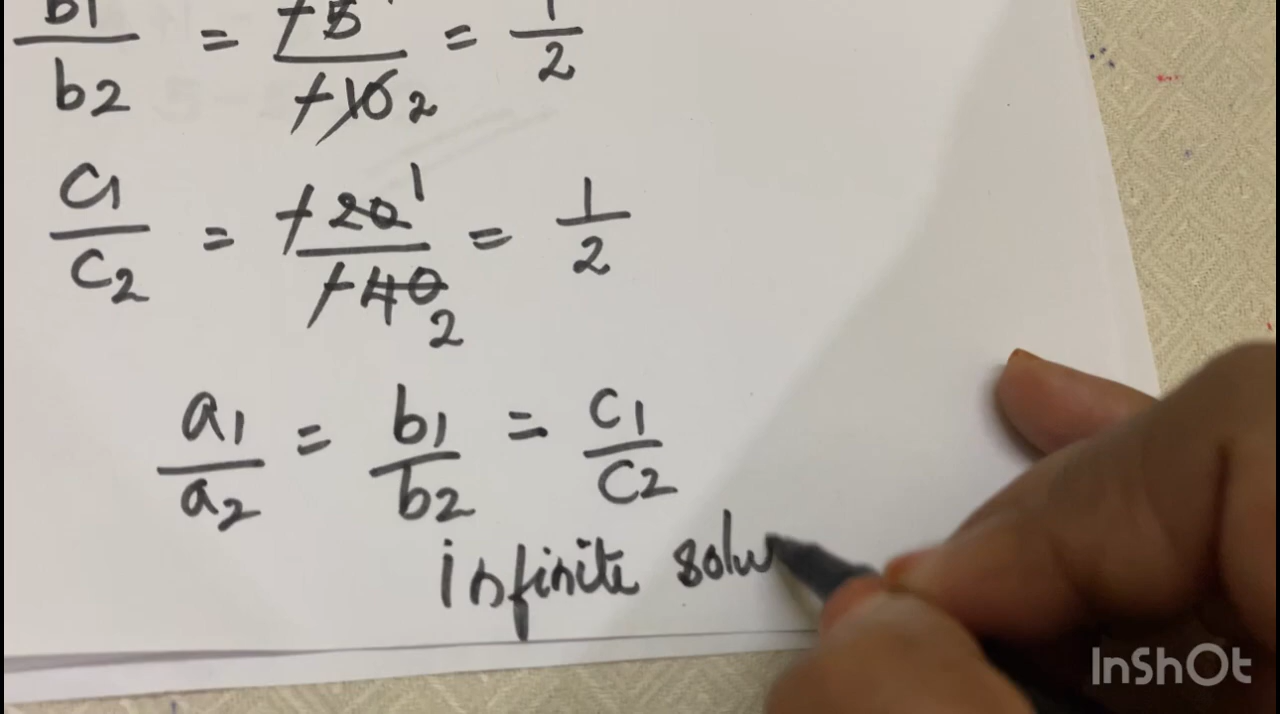 b1/b2 = -5 1/-10 2 = 1/2
c1/c2 = -20 1/-40 2 = 1/2
a1/a2 = b1/b2 = c1/c2
infinite solu
InShOt